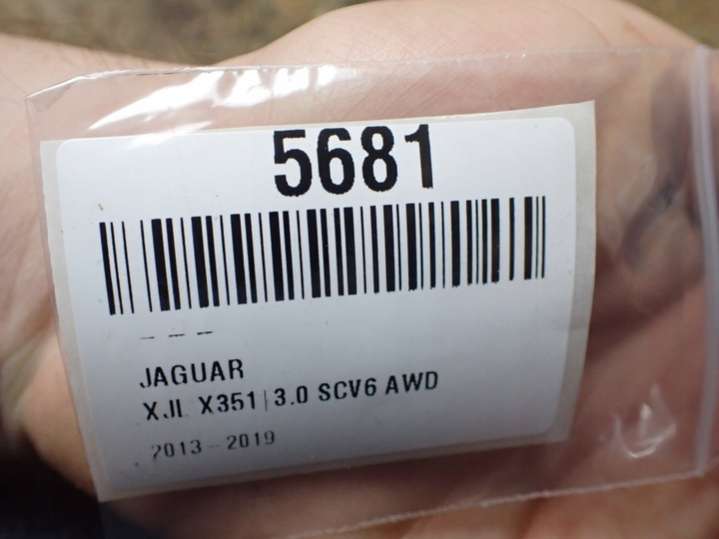 5681
- - -
JAGUAR
XJL X351|3.0 SCV6 AWD
2013-2019